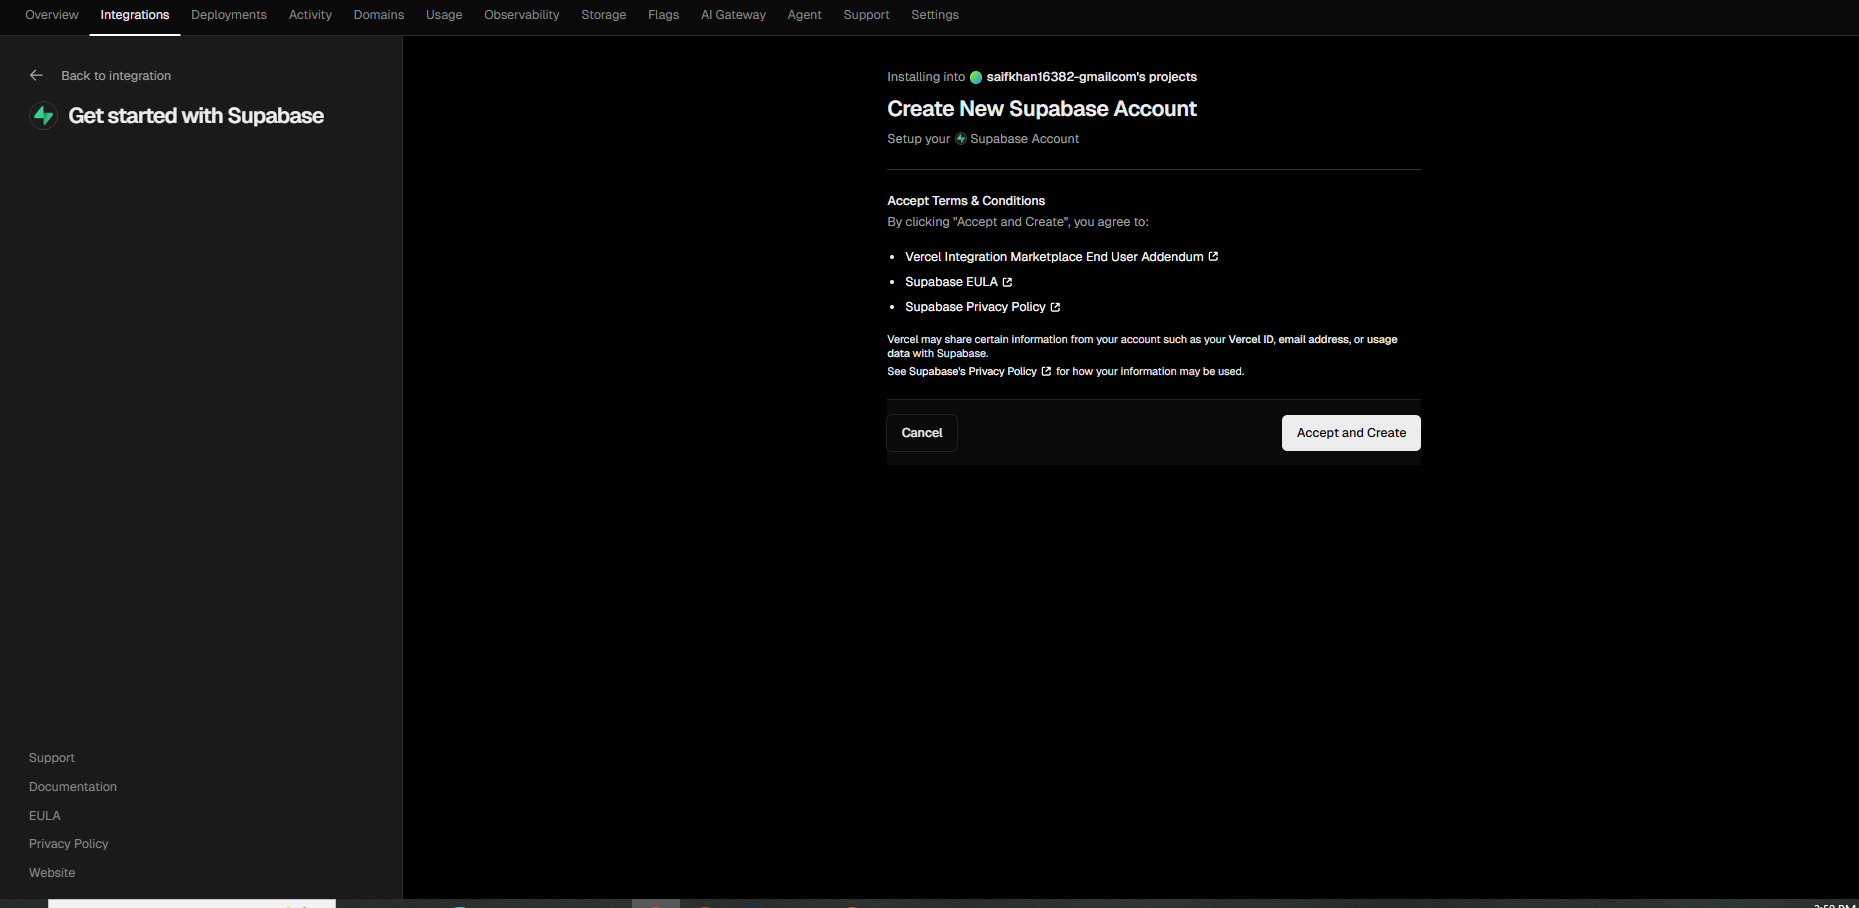 Overview Integrations Deployments Activity Domains Usage Observability Storage Flags AI Gateway Agent Support Settings
Back to integration
Get started with Supabase
Installing into saifkhan16382-gmailcom's projects
Create New Supabase Account
Setup your Supabase Account
Accept Terms & Conditions
By clicking "Accept and Create", you agree to:
• Vercel Integration Marketplace End User Addendum
• Supabase EULA
• Supabase Privacy Policy
Vercel may share certain information from your account such as your Vercel ID, email address, or usage
data with Supabase.
See Supabase's Privacy Policy for how your information may be used.
Cancel Accept and Create
Support
Documentation
EULA
Privacy Policy
Website